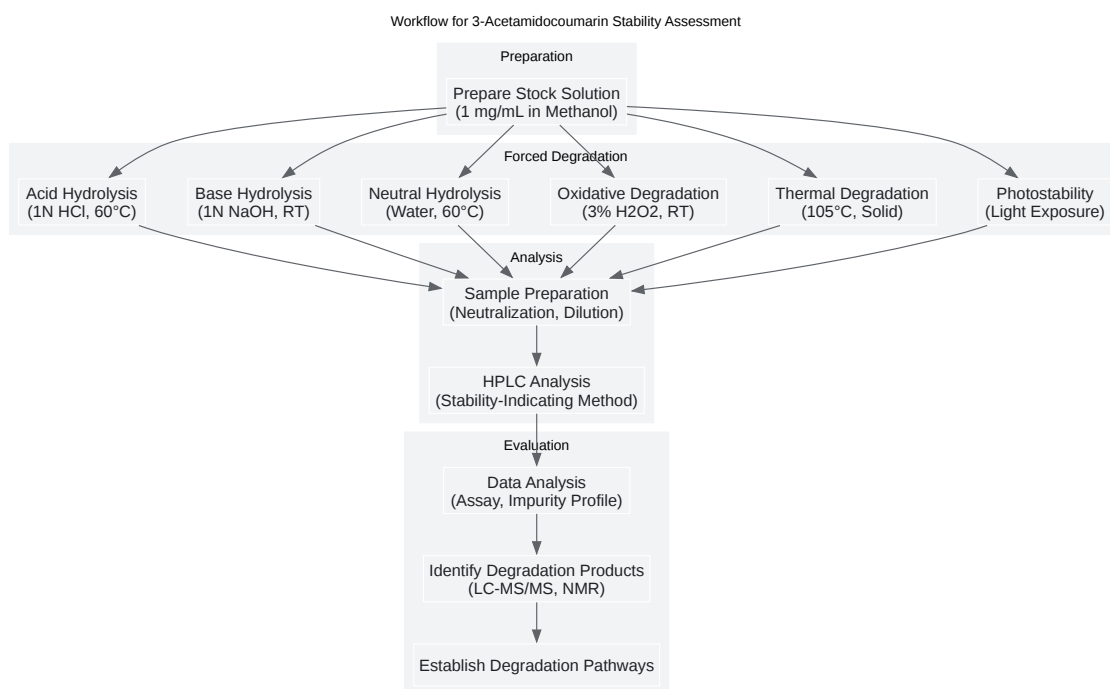 Workflow for 3-Acetamidocoumarin Stability Assessment
Preparation
Prepare Stock Solution
(1 mg/mL in Methanol)
Forced Degradation
Acid Hydrolysis
(1N HCl, 60°C)
Base Hydrolysis
(1N NaOH, RT)
Neutral Hydrolysis
(Water, 60°C)
Oxidative Degradation
(3% H2O2, RT)
Thermal Degradation
(105°C, Solid)
Photostability
(Light Exposure)
Analysis
Sample Preparation
(Neutralization, Dilution)
HPLC Analysis
(Stability-Indicating Method)
Evaluation
Data Analysis
(Assay, Impurity Profile)
Identify Degradation Products
(LC-MS/MS, NMR)
Establish Degradation Pathways